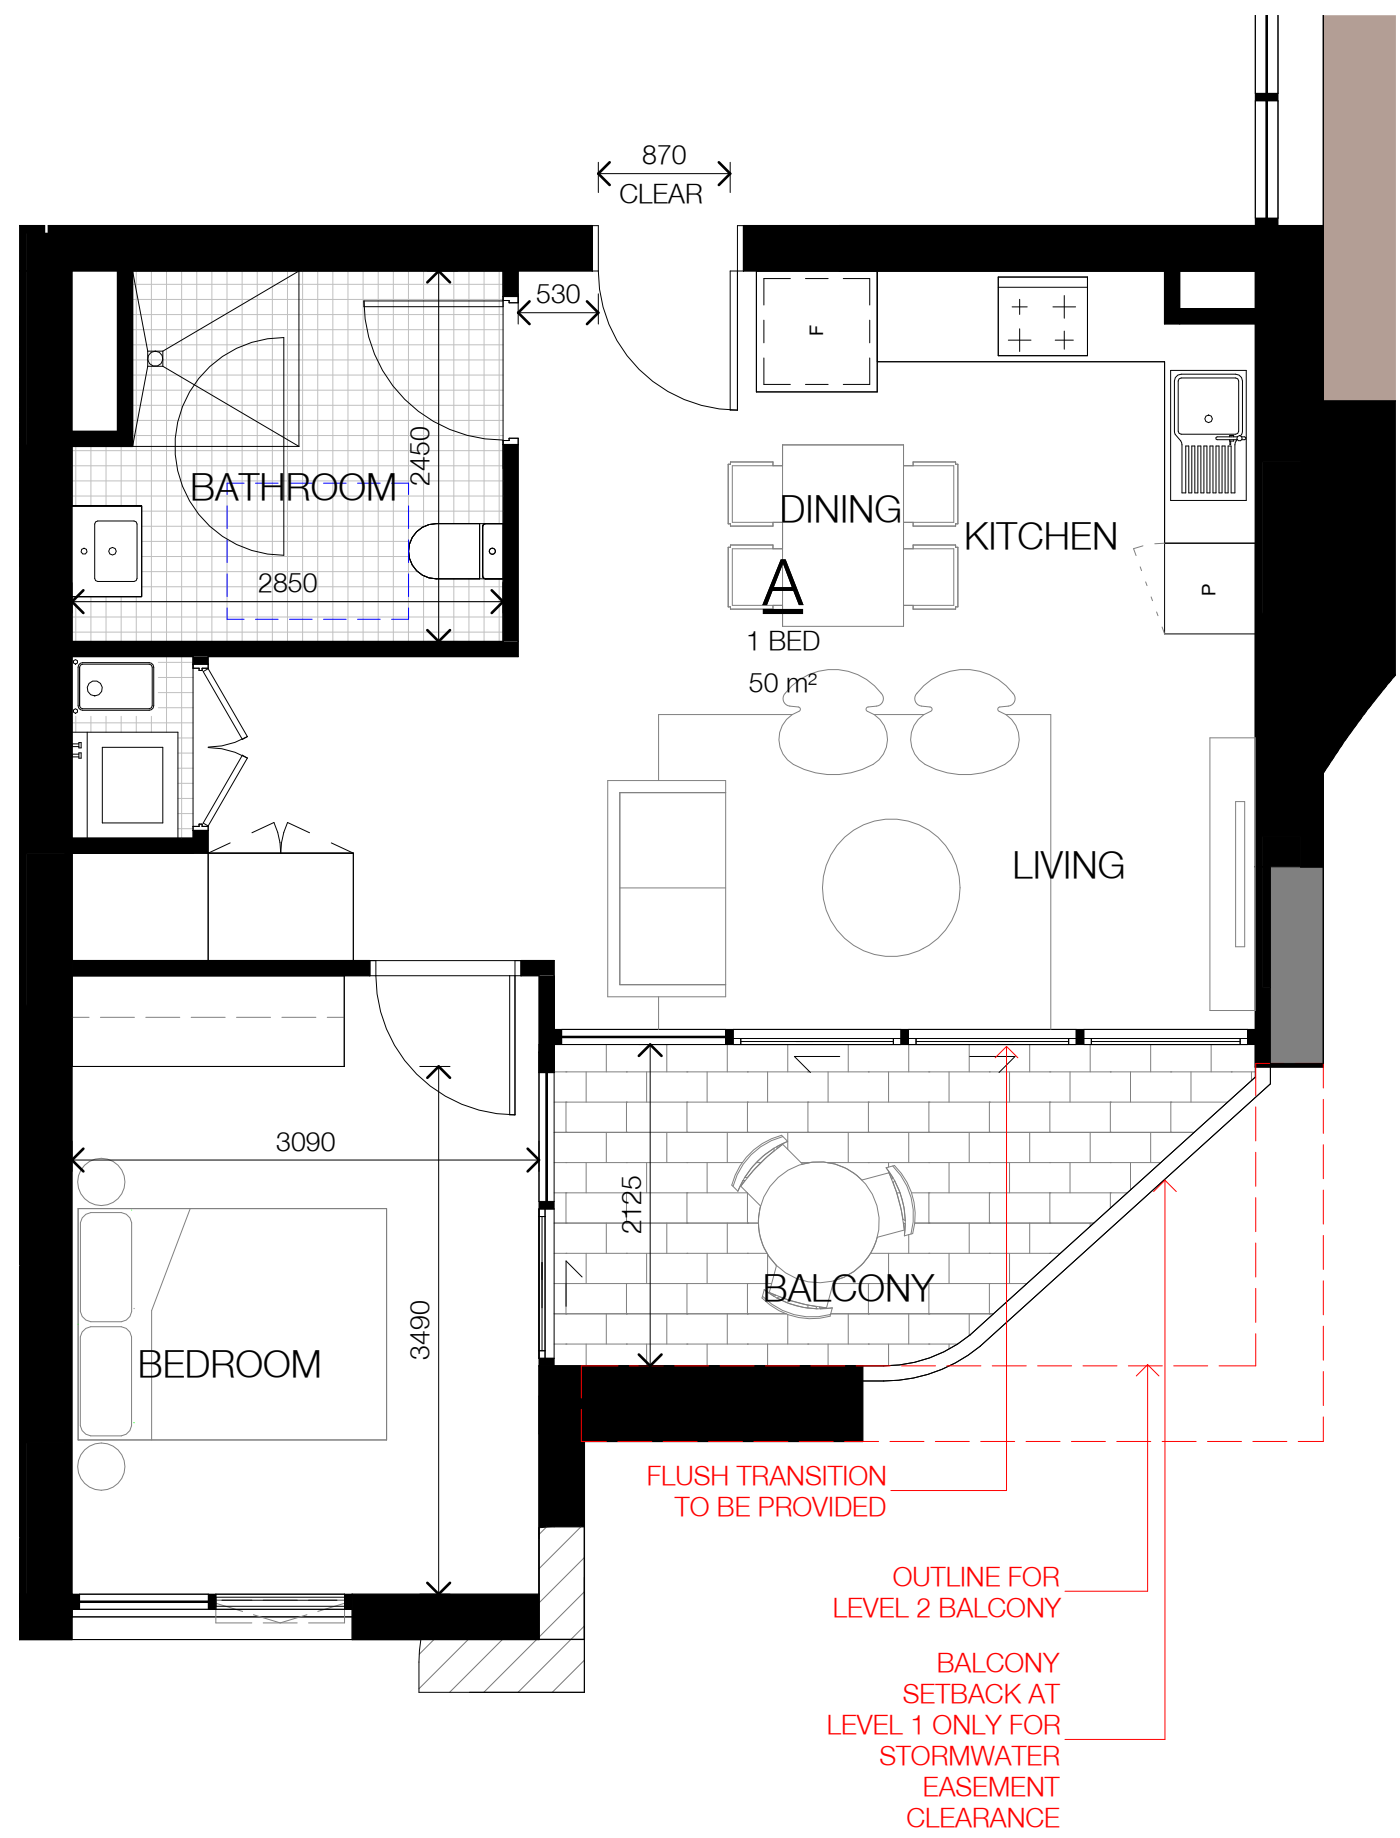 870
CLEAR
530
F
2450
BATHROOM
DINING
KITCHEN
A
2850
P
1 BED
50 m²
LIVING
3090
2125
BALCONY
3490
BEDROOM
FLUSH TRANSITION
TO BE PROVIDED
OUTLINE FOR
LEVEL 2 BALCONY
BALCONY
SETBACK AT
LEVEL 1 ONLY FOR
STORMWATER
EASEMENT
CLEARANCE